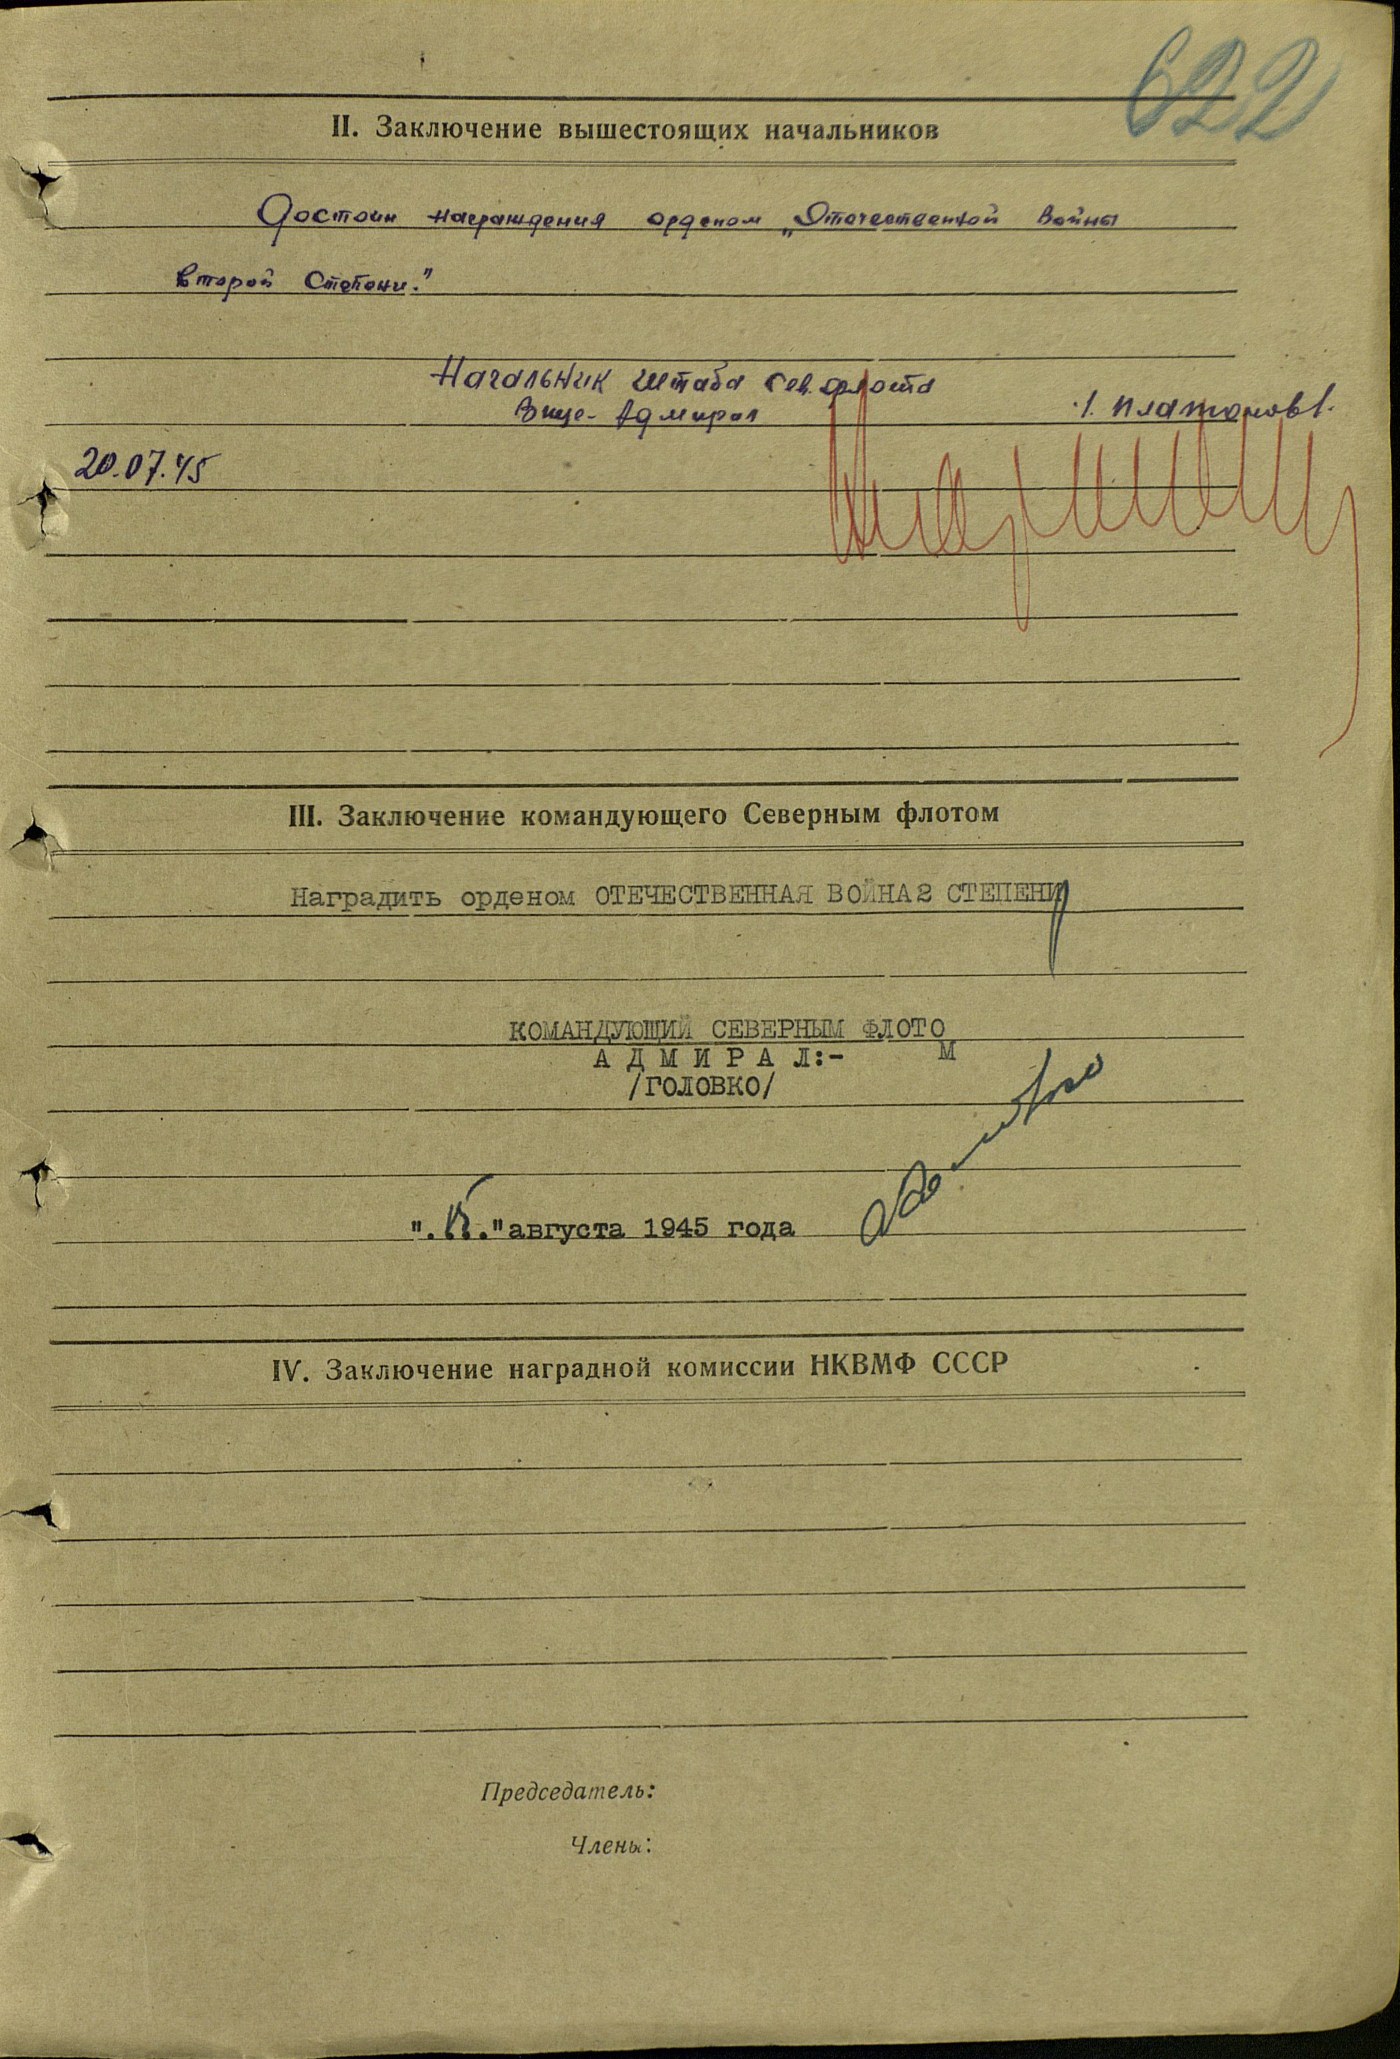 622
II. Заключение вышестоящих начальников
Достоин награждения орденом „Отечественной Войны
второй степени."
Начальник штаба Сев. флота
Вице-Адмирал /. Платонов/.
20.07.45
III. Заключение командующего Северным флотом
Наградить орденом ОТЕЧЕСТВЕННАЯ ВОЙНА 2 СТЕПЕНИ
КОМАНДУЮЩИЙ СЕВЕРНЫМ ФЛОТОМ
АДМИРАЛ:-
/ГОЛОВКО/
"." августа 1945 года
IV. Заключение наградной комиссии НКВМФ СССР
Председатель:
Члены: